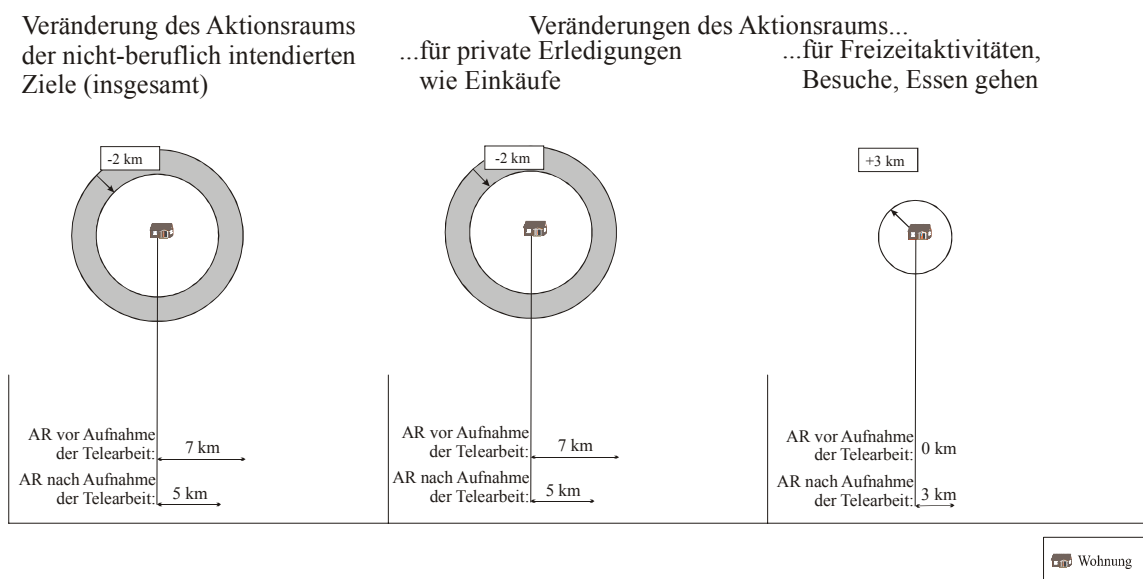 Veränderung des Aktionsraums
der nicht-beruflich intendierten
Ziele (insgesamt)
Veränderungen des Aktionsraums...
...für private Erledigungen
wie Einkäufe
...für Freizeitaktivitäten,
Besuche, Essen gehen
-2 km
-2 km
+3 km
AR vor Aufnahme
der Telearbeit:
7 km
AR nach Aufnahme
der Telearbeit:
5 km
AR vor Aufnahme
der Telearbeit:
7 km
AR nach Aufnahme
der Telearbeit:
5 km
AR vor Aufnahme
der Telearbeit:
0 km
AR nach Aufnahme
der Telearbeit:
3 km
Wohnung